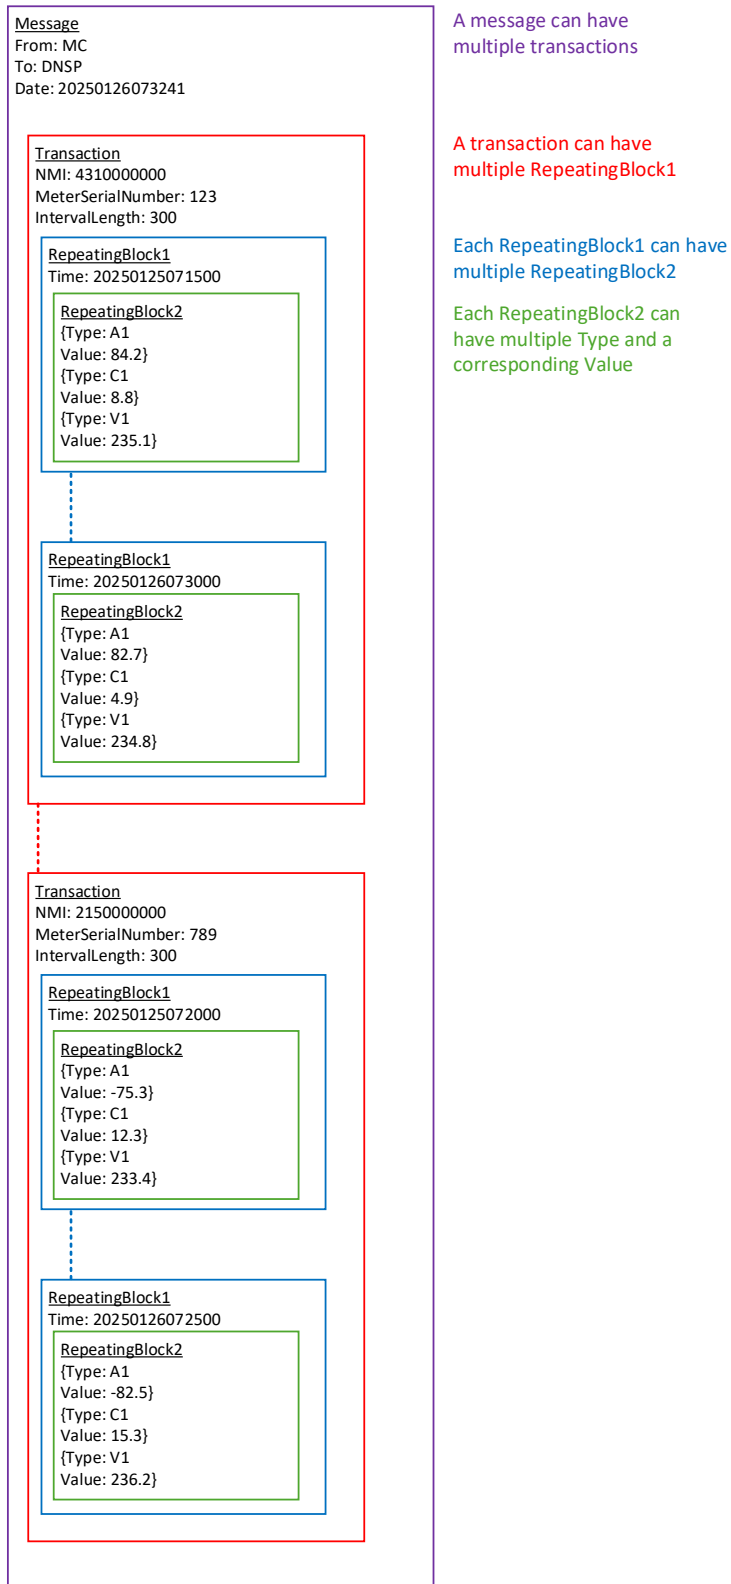 Message
From: MC
To: DNSP
Date: 20250126073241
A message can have
multiple transactions
Transaction
NMI: 4310000000
MeterSerialNumber: 123
IntervalLength: 300
A transaction can have
multiple RepeatingBlock1
RepeatingBlock1
Time: 20250125071500
Each RepeatingBlock1 can have
multiple RepeatingBlock2
RepeatingBlock2
{Type: A1
Value: 84.2}
{Type: C1
Value: 8.8}
{Type: V1
Value: 235.1}
Each RepeatingBlock2 can
have multiple Type and a
corresponding Value
RepeatingBlock1
Time: 20250126073000
RepeatingBlock2
{Type: A1
Value: 82.7}
{Type: C1
Value: 4.9}
{Type: V1
Value: 234.8}
Transaction
NMI: 2150000000
MeterSerialNumber: 789
IntervalLength: 300
RepeatingBlock1
Time: 20250125072000
RepeatingBlock2
{Type: A1
Value: -75.3}
{Type: C1
Value: 12.3}
{Type: V1
Value: 233.4}
RepeatingBlock1
Time: 20250126072500
RepeatingBlock2
{Type: A1
Value: -82.5}
{Type: C1
Value: 15.3}
{Type: V1
Value: 236.2}